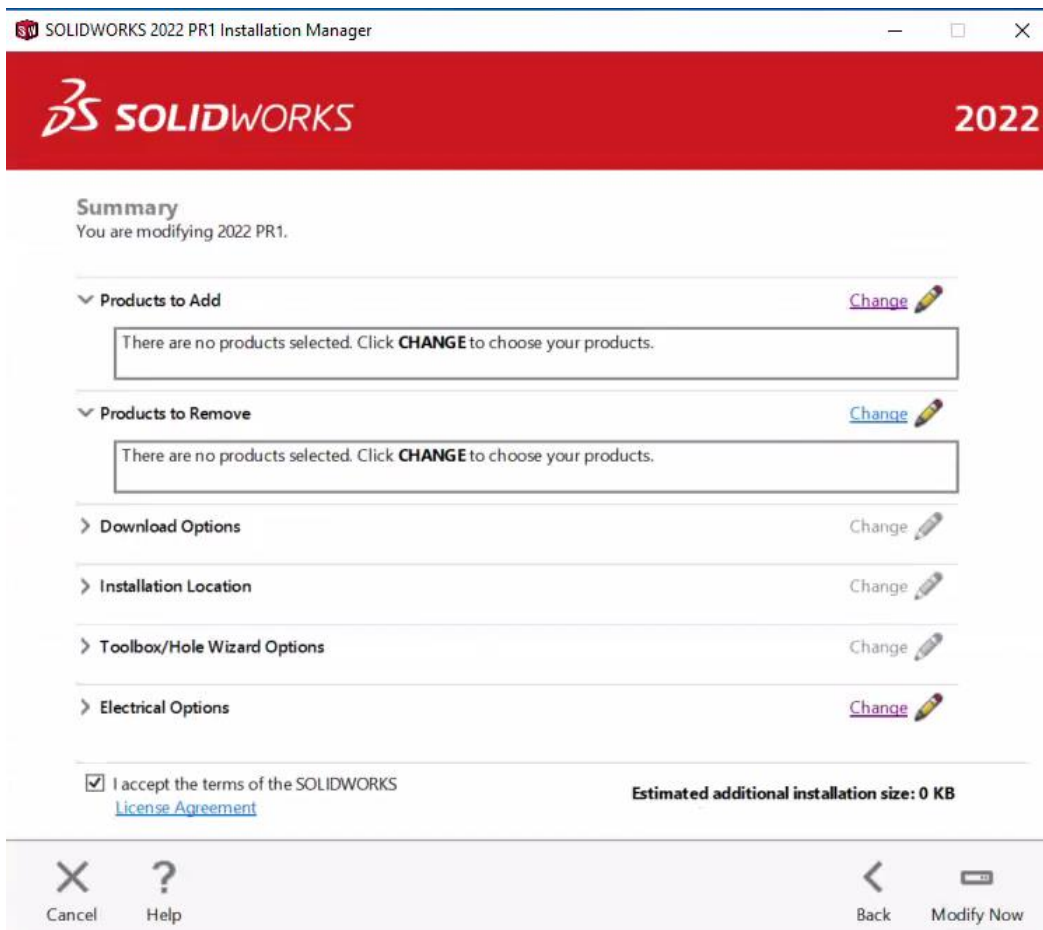 SW SOLIDWORKS 2022 PR1 Installation Manager
3S SOLIDWORKS 2022
Summary
You are modifying 2022 PR1.
Products to Add Change
There are no products selected. Click CHANGE to choose your products.
Products to Remove Change
There are no products selected. Click CHANGE to choose your products.
Download Options Change
Installation Location Change
Toolbox/Hole Wizard Options Change
Electrical Options Change
I accept the terms of the SOLIDWORKS
License Agreement
Estimated additional installation size: 0 KB
Cancel Help Back Modify Now